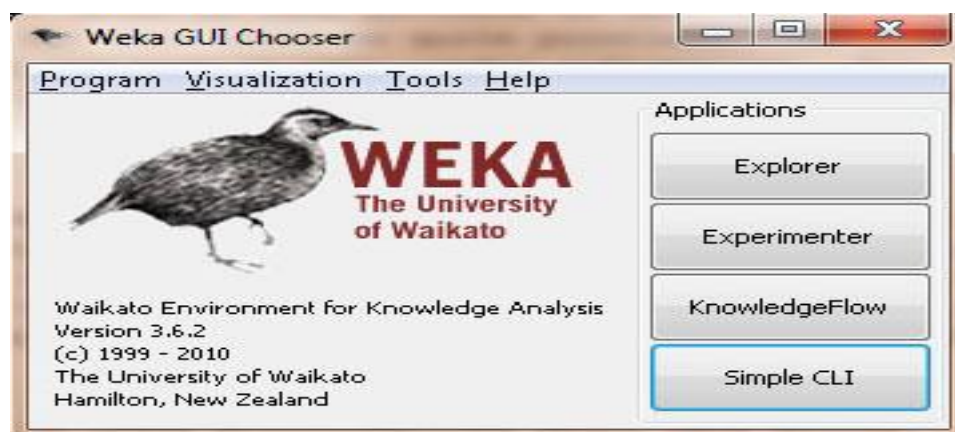 Weka GUI Chooser
Program Visualization Tools Help
WEKA
The University
of Waikato
Waikato Environment for Knowledge Analysis
Version 3.6.2
(c) 1999 - 2010
The University of Waikato
Hamilton, New Zealand
Applications
Explorer
Experimenter
KnowledgeFlow
Simple CLI